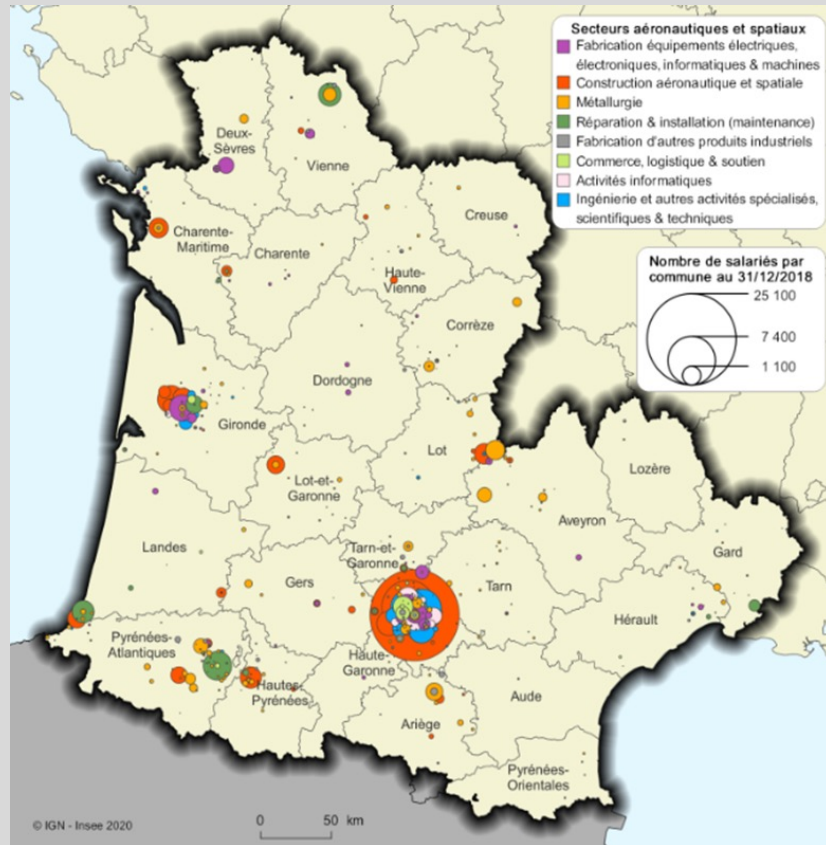 Secteurs aéronautiques et spatiaux
Fabrication équipements électriques,
électroniques, informatiques & machines
Construction aéronautique et spatiale
Métallurgie
Réparation & installation (maintenance)
Fabrication d'autres produits industriels
Commerce, logistique & soutien
Activités informatiques
Ingénierie et autres activités spécialisés,
scientifiques & techniques
Nombre de salariés par
commune au 31/12/2018
25 100
7 400
1 100
Deux-
Sèvres
Vienne
Charente-
Maritime
Charente
Haute-
Vienne
Creuse
Corrèze
Dordogne
Gironde
Lot
Lozère
Lot-et-
Garonne
Aveyron
Landes
Tarn-et-
Garonne
Gard
Gers
Tarn
Hérault
Pyrénées-
Atlantiques
Haute-
Garonne
Hautes-
Pyrénées
Aude
Ariège
Pyrénées-
Orientales
© IGN - Insee 2020
0 50 km